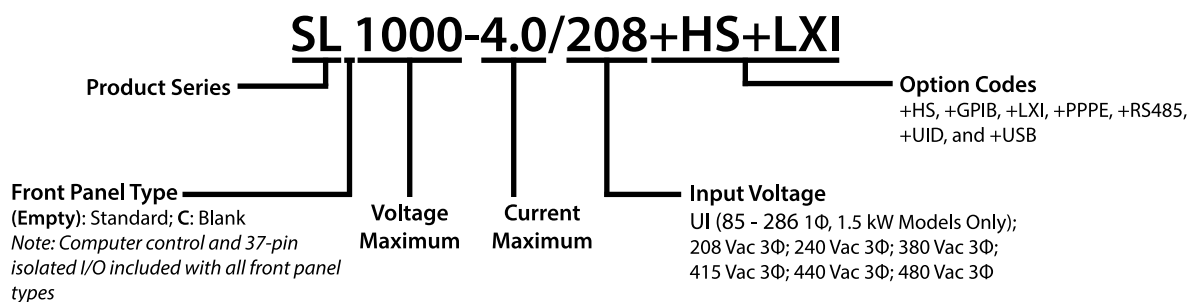 SL 1000-4.0/208+HS+LXI
Product Series
Option Codes
+HS, +GPIB, +LXI, +PPPE, +RS485,
+UID, and +USB
Front Panel Type
(Empty): Standard; C: Blank
Note: Computer control and 37-pin
isolated I/O included with all front panel
types
Voltage
Maximum
Current
Maximum
Input Voltage
UI (85 - 286 1Φ, 1.5 kW Models Only);
208 Vac 3Φ; 240 Vac 3Φ; 380 Vac 3Φ;
415 Vac 3Φ; 440 Vac 3Φ; 480 Vac 3Φ